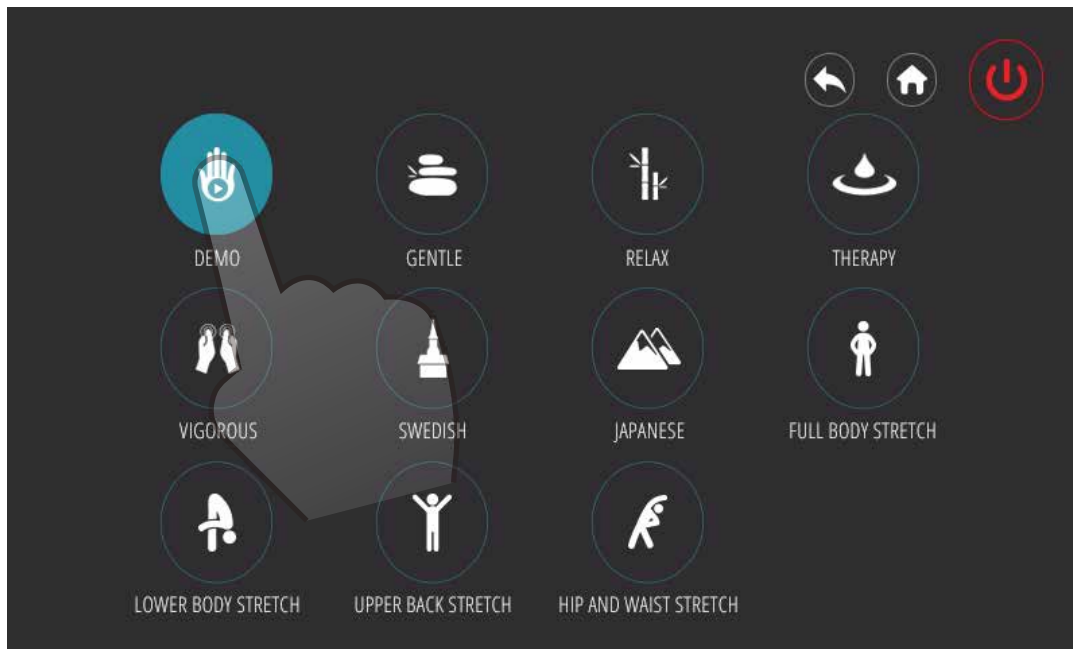 DEMO
GENTLE
RELAX
THERAPY
VIGOROUS
SWEDISH
JAPANESE
FULL BODY STRETCH
LOWER BODY STRETCH
UPPER BACK STRETCH
HIP AND WAIST STRETCH